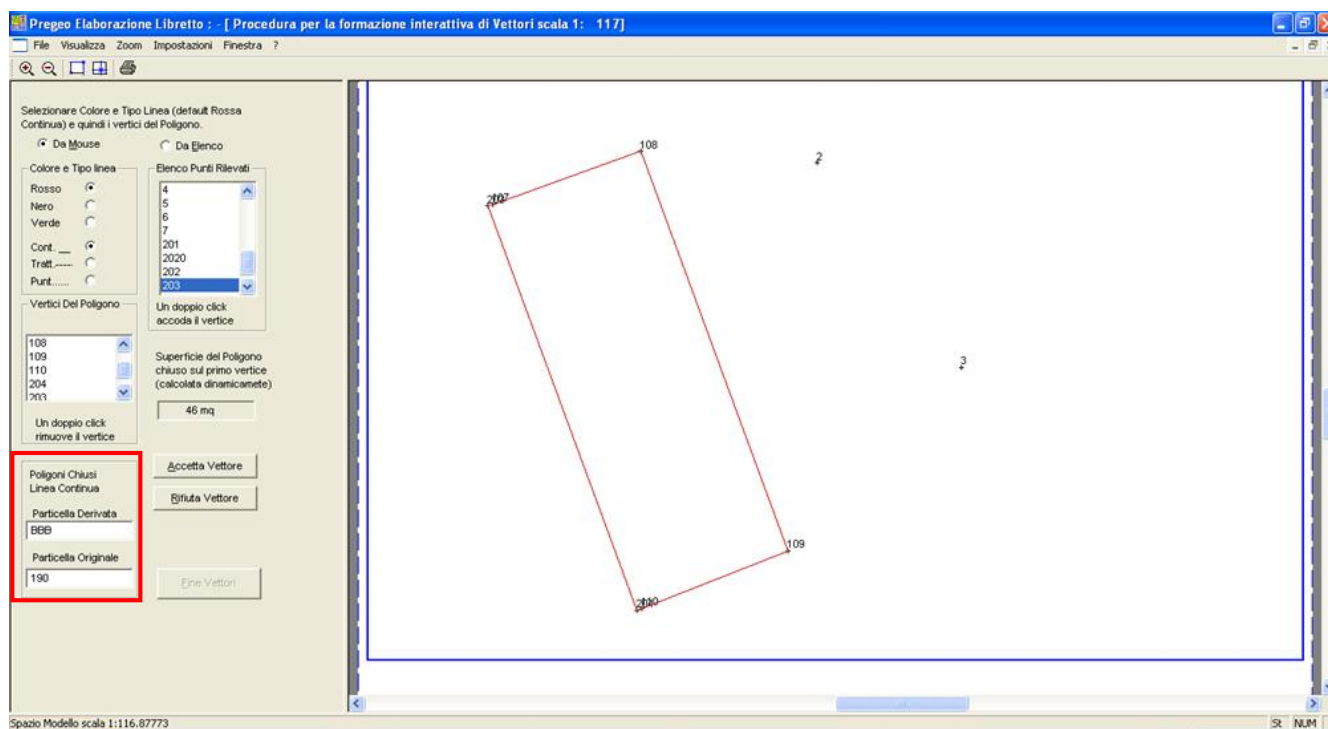 Pregeo Elaborazione Libretto : - [ Procedura per la formazione interattiva di Vettori scala 1: 117]
File Visualizza Zoom Impostazioni Finestra ?
Selezionare Colore e Tipo Linea (default Rossa
Continua) e quindi i vertici del Poligono.
Da Mouse
Da Elenco
Colore e Tipo linea
Rosso
Nero
Verde
Cont. __
Tratt.-----
Punt......
Elenco Punti Rilevati
4
5
6
7
201
2020
202
203
Un doppio click
accoda il vertice
Vertici Del Poligono
108
109
110
204
203
Un doppio click
rimuove il vertice
Superficie del Poligono
chiuso sul primo vertice
(calcolata dinamicamete)
46 mq
Poligoni Chiusi
Linea Continua
Particella Derivata
BBB
Particella Originale
190
Accetta Vettore
Rifiuta Vettore
Fine Vettori
108
2
3
109
Spazio Modello scala 1:116.87773
St NUM